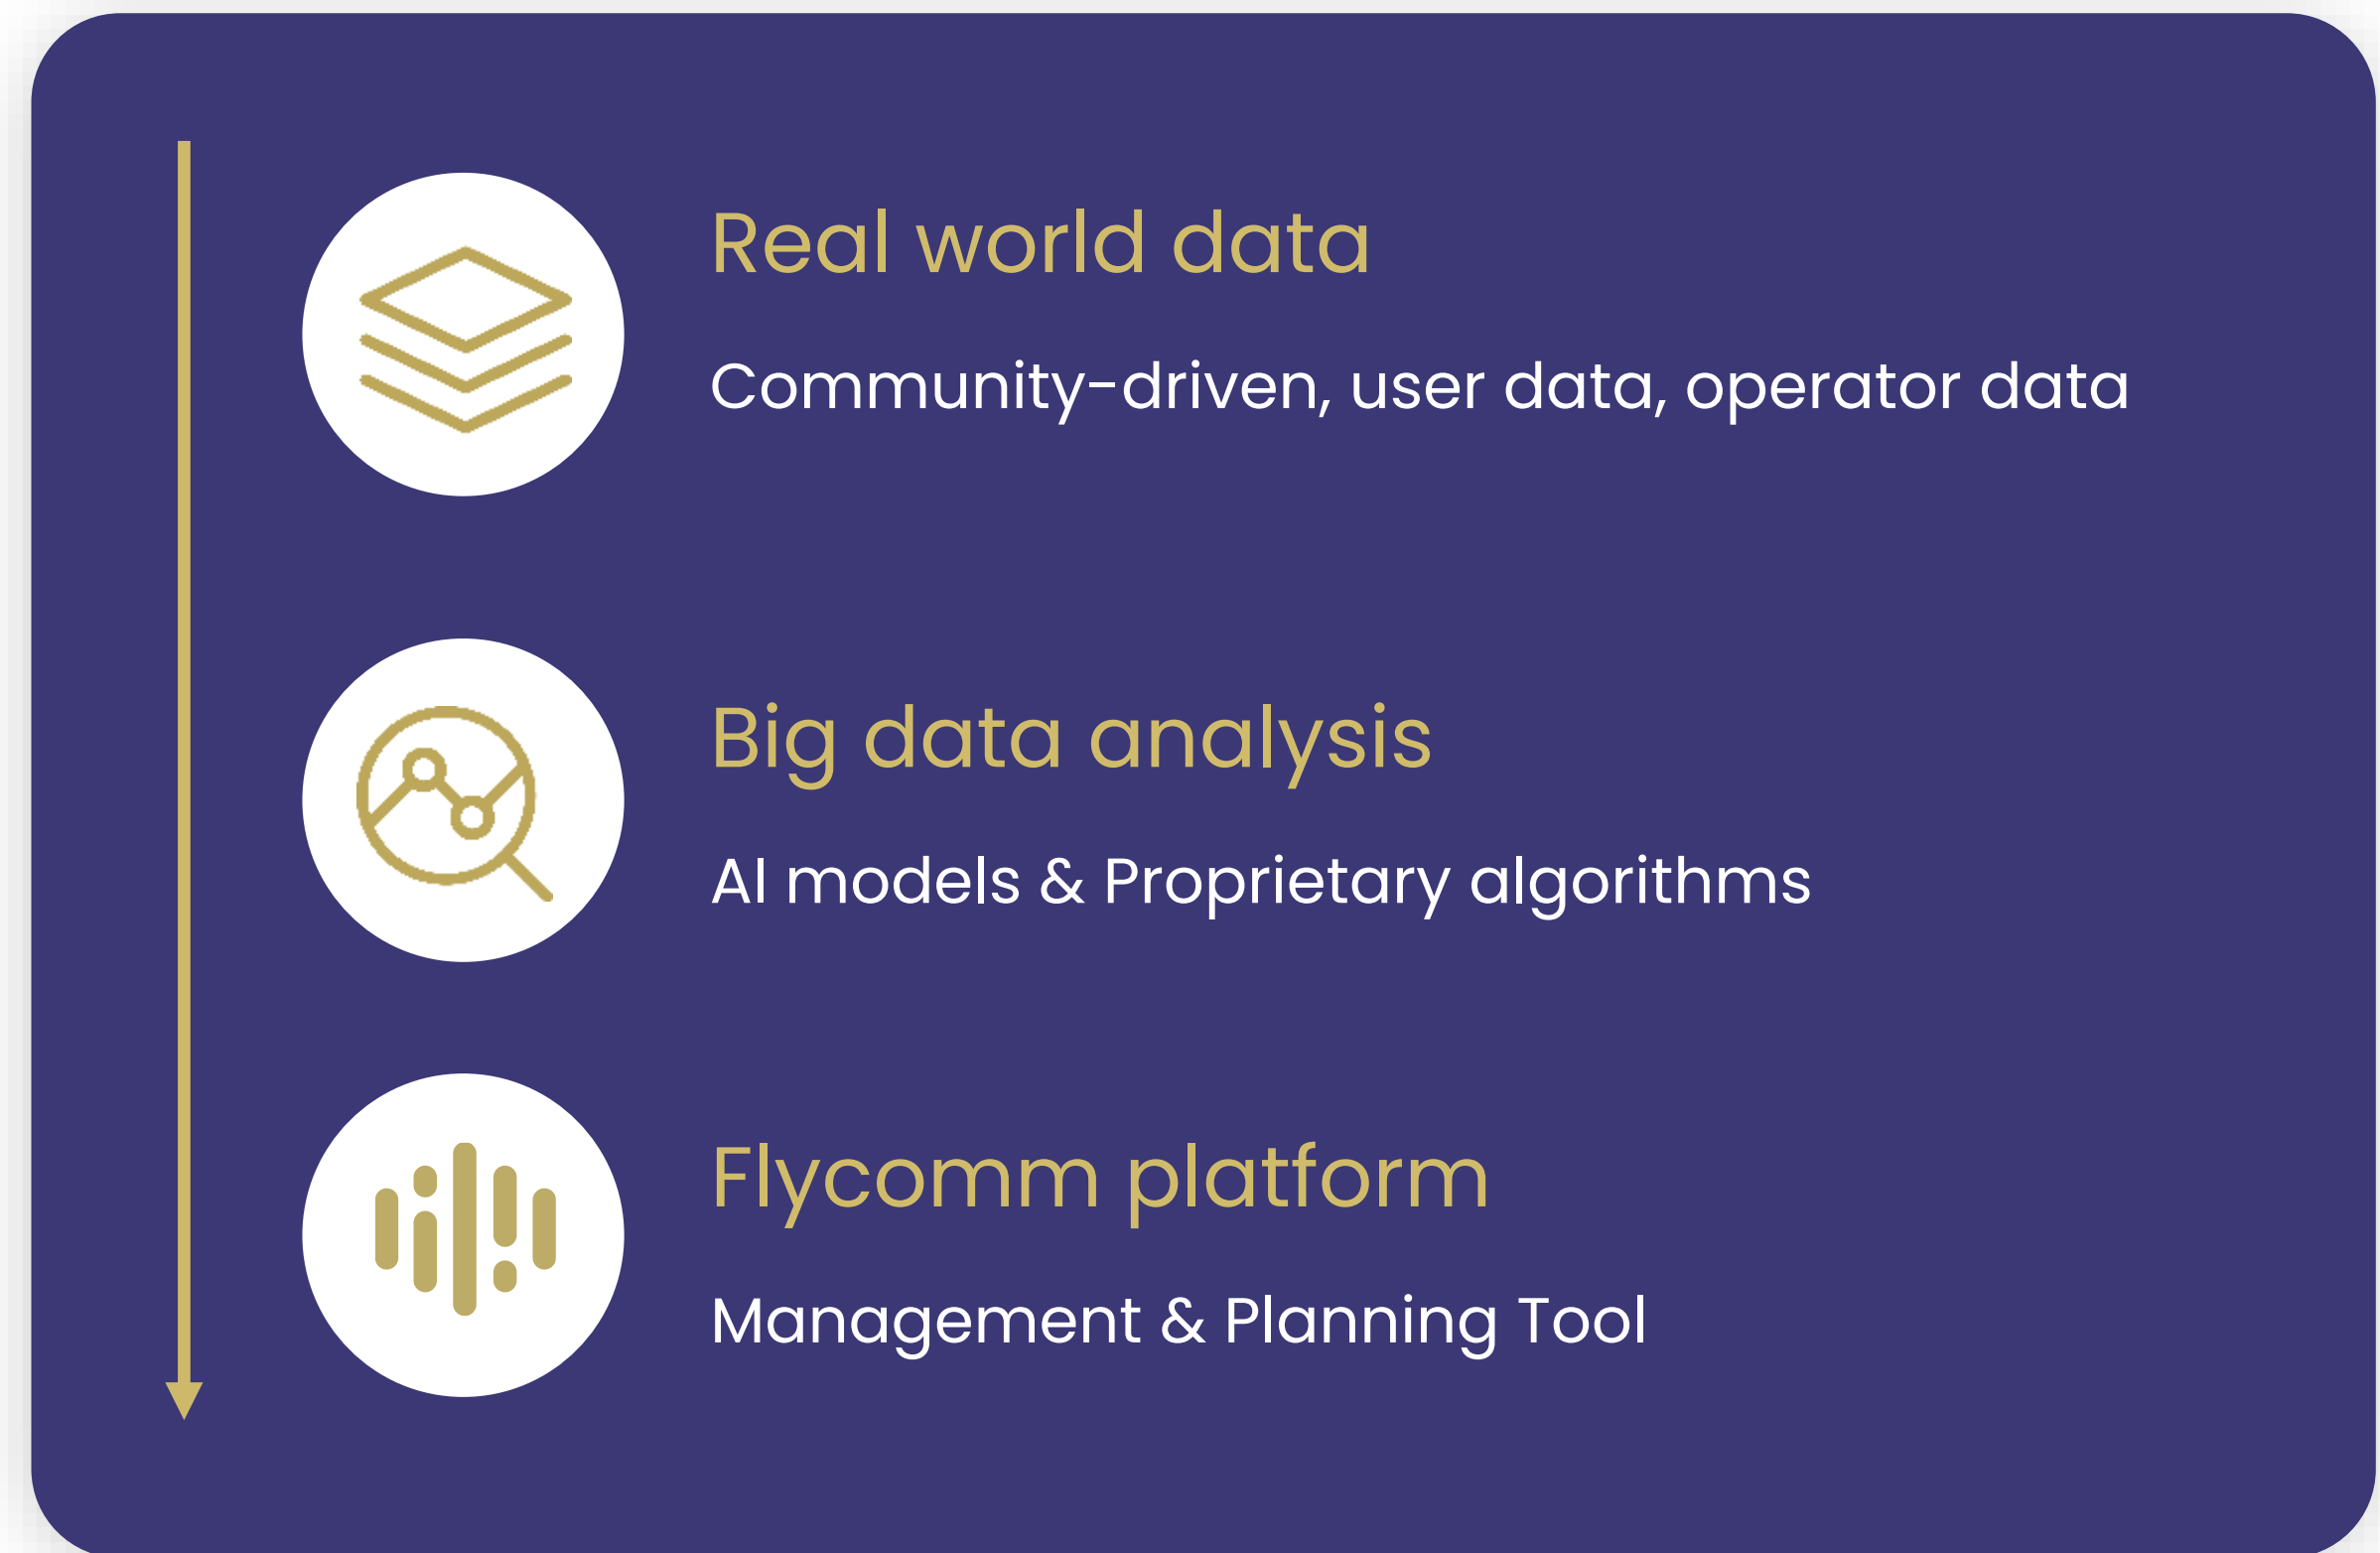 Real world data
Community-driven, user data, operator data
Big data analysis
AI models & Proprietary algorithms
Flycomm platform
Management & Planning Tool